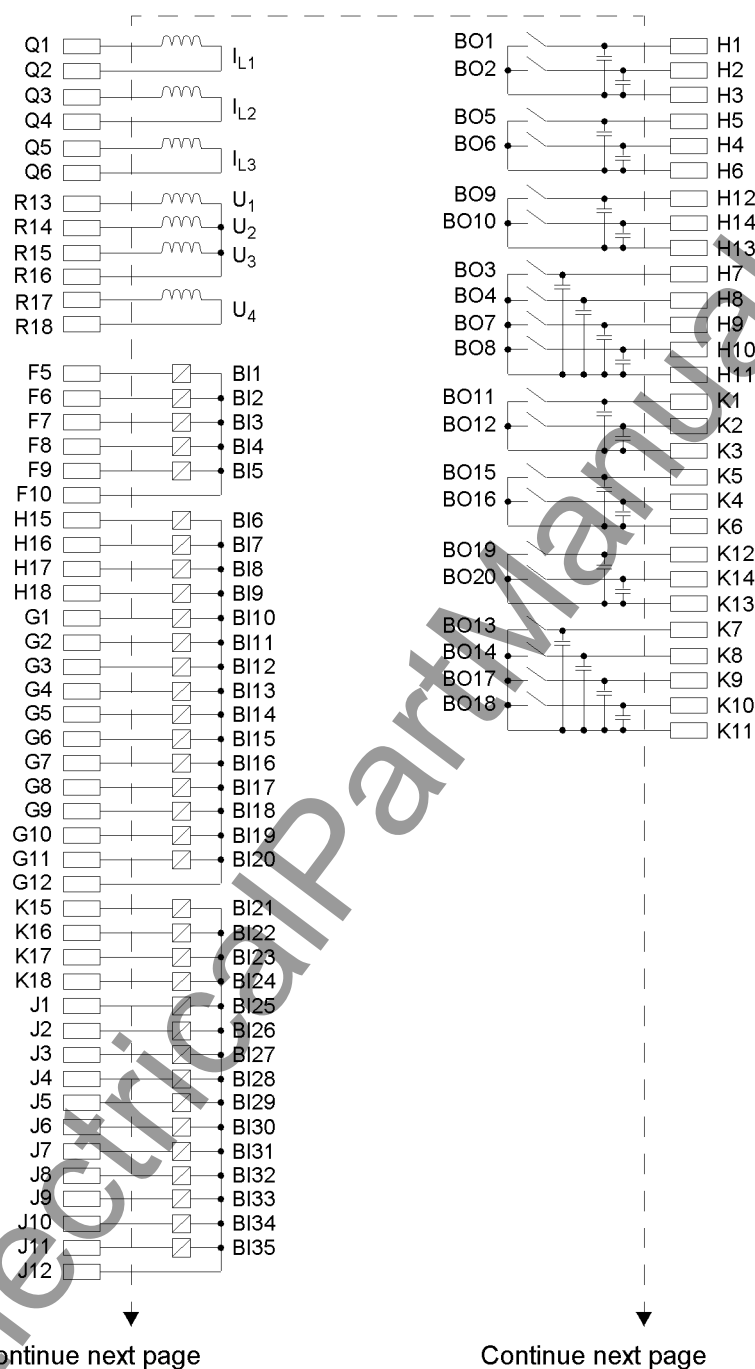 Q1
Q2
I_L1
Q3
Q4
I_L2
Q5
Q6
I_L3
R13 U1
R14 U2
R15 U3
R16
R17
R18
U4
F5 BI1
F6 BI2
F7 BI3
F8 BI4
F9 BI5
F10
H15 BI6
H16 BI7
H17 BI8
H18 BI9
G1 BI10
G2 BI11
G3 BI12
G4 BI13
G5 BI14
G6 BI15
G7 BI16
G8 BI17
G9 BI18
G10 BI19
G11 BI20
G12
K15 BI21
K16 BI22
K17 BI23
K18 BI24
J1 BI25
J2 BI26
J3 BI27
J4 BI28
J5 BI29
J6 BI30
J7 BI31
J8 BI32
J9 BI33
J10 BI34
J11 BI35
J12
ontinue next page
BO1 H1
BO2 H2
H3
BO5 H5
BO6 H4
H6
BO9 H12
BO10 H14
H13
BO3 H7
BO4 H8
BO7 H9
BO8 H10
H11
BO11 K1
BO12 K2
K3
BO15 K5
BO16 K4
K6
BO19 K12
BO20 K14
K13
BO13 K7
BO14 K8
BO17 K9
BO18 K10
K11
Continue next page
lectricalPartManual